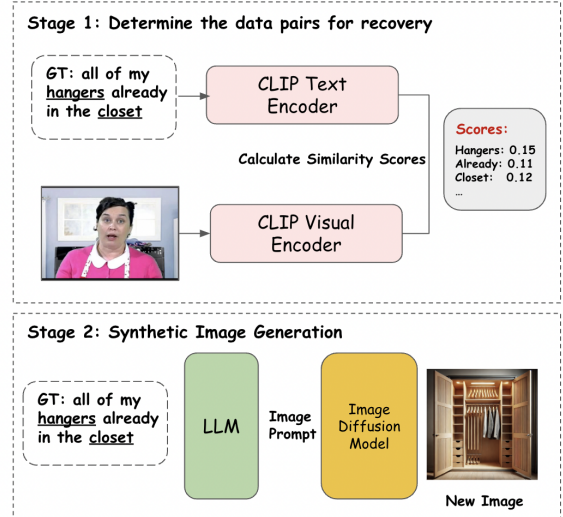 Stage 1: Determine the data pairs for recovery
GT: all of my
hangers already
in the closet
CLIP Text
Encoder
Calculate Similarity Scores
Scores:
Hangers: 0.15
Already: 0.11
Closet: 0.12
...
CLIP Visual
Encoder
Stage 2: Synthetic Image Generation
GT: all of my
hangers already
in the closet
LLM
Image
Prompt
Image
Diffusion
Model
New Image